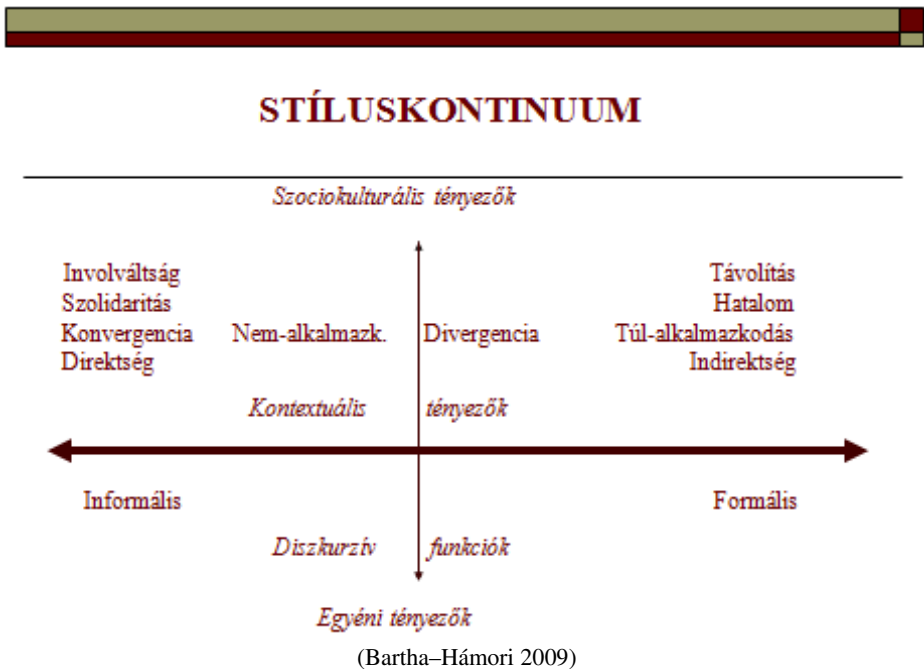 STÍLUSKONTINUUM
Szociokulturális tényezők
Involváltság Távolítás
Szolidaritás Hatalom
Konvergencia Nem-alkalmazk. Divergencia Túl-alkalmazkodás
Direktség Indirektség
Kontextuális tényezők
Informális Formális
Diszkurzív funkciók
Egyéni tényezők
(Bartha–Hámori 2009)